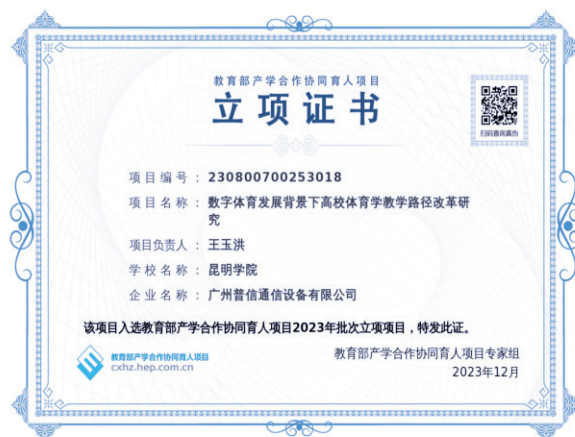 教育部产学合作协同育人项目
立项证书
扫码查询真伪
项目编号：230800700253018
项目名称：数字体育发展背景下高校体育学教学路径改革研
究
项目负责人：王玉洪
学校名称：昆明学院
企业名称：广州普信通信设备有限公司
该项目入选教育部产学合作协同育人项目2023年批次立项项目，特发此证。
教育部产学合作协同育人项目
cxhz.hep.com.cn
教育部产学合作协同育人项目专家组
2023年12月